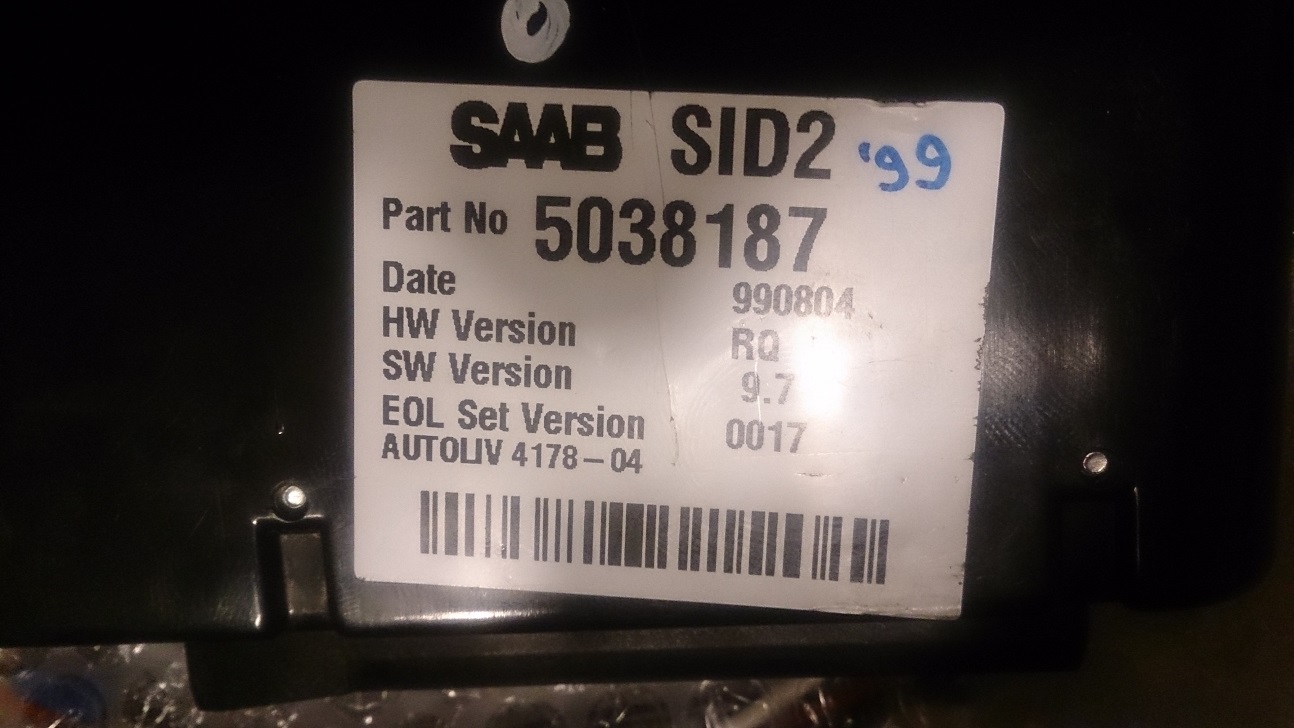 SAAB SID2 '99
Part No 5038187
Date 990804
HW Version RQ
SW Version 9.7
EOL Set Version 0017
AUTOLIV 4178-04